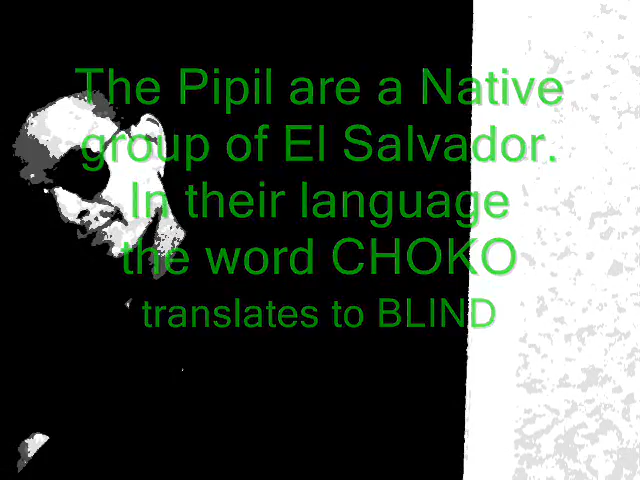 The Pipil are a Native
group of El Salvador.
In their language
the word CHOKO
translates to BLIND